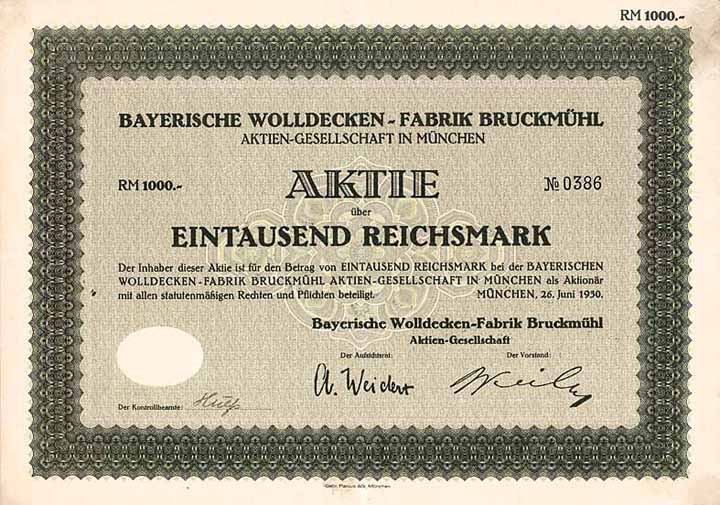 RM 1000.-
BAYERISCHE WOLLDECKEN - FABRIK BRUCKMÜHL
AKTIEN-GESELLSCHAFT IN MÜNCHEN
RM 1000.- AKTIE № 0386
über
EINTAUSEND REICHSMARK
Der Inhaber dieser Aktie ist für den Betrag von EINTAUSEND REICHSMARK bei der BAYERISCHEN
WOLLDECKEN - FABRIK BRUCKMÜHL AKTIEN-GESELLSCHAFT IN MÜNCHEN als Aktionär
mit allen statutenmäßigen Rechten und Pflichten beteiligt. MÜNCHEN, 26. Juni 1930.
Bayerische Wolldecken-Fabrik Bruckmühl
Aktien-Gesellschaft
Der Aufsichtsrat: Der Vorstand:
A. Weidert
Der Kontrollbeamte: